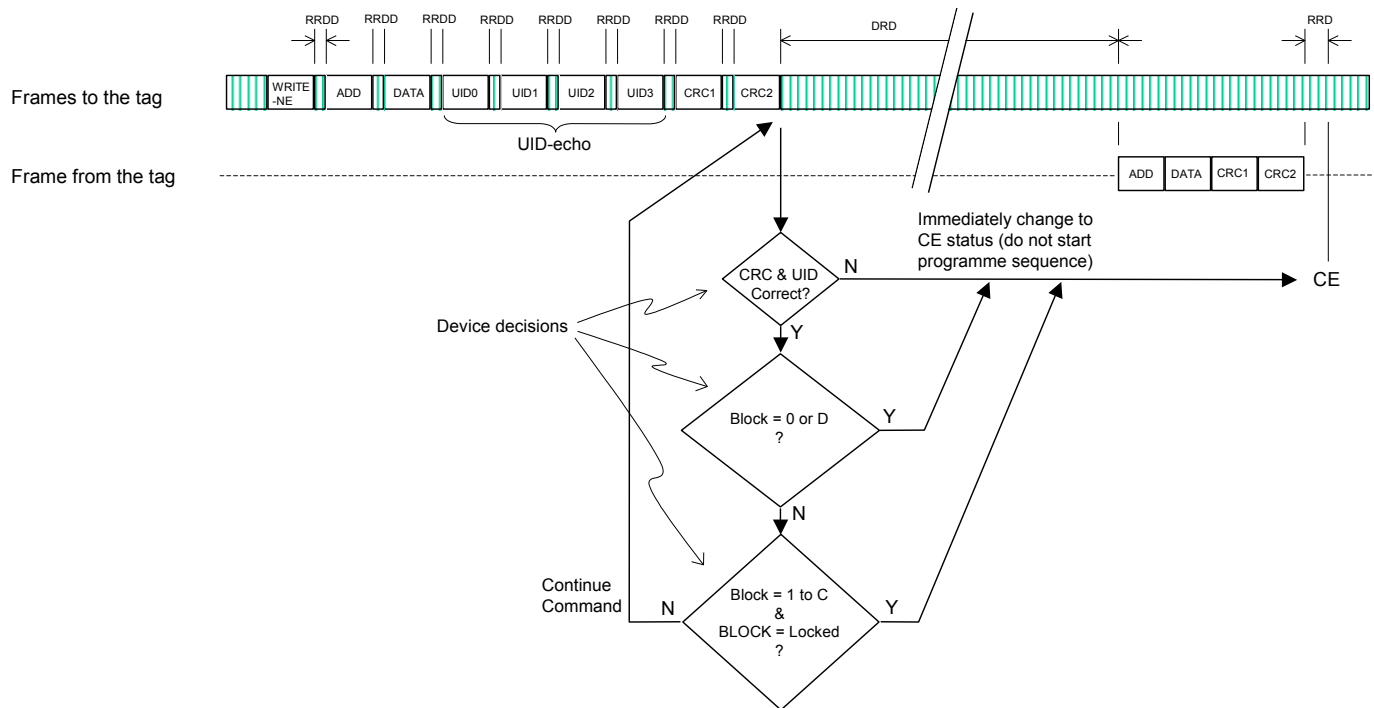 RRDD RRDD RRDD RRDD RRDD RRDD RRDD RRDD DRD RRD
Frames to the tag
WRITE
-NE
ADD DATA UID0 UID1 UID2 UID3 CRC1 CRC2
UID-echo
Frame from the tag
ADD DATA CRC1 CRC2
Immediately change to
CE status (do not start
programme sequence)
CRC & UID
Correct?
N
CE
Device decisions
Y
Block = 0 or D
?
Y
N
Continue
Command
N
Block = 1 to C
&
BLOCK = Locked
?
Y